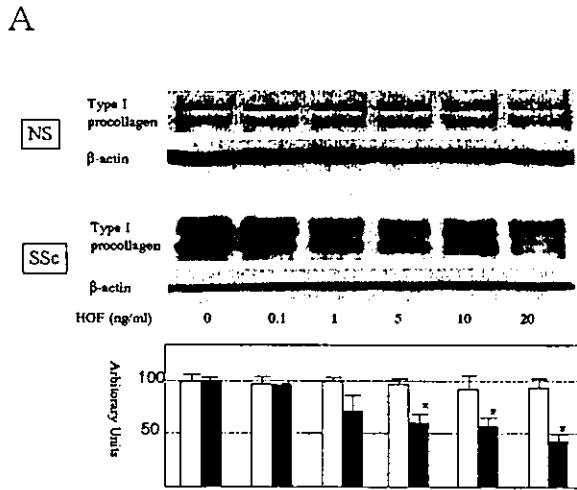 A
Type I
procollagen
NS
β-actin
Type I
procollagen
SSc
β-actin
HGF (ng/ml) 0 0.1 1 5 10 20
Arbiorary Units
100
50
* * *